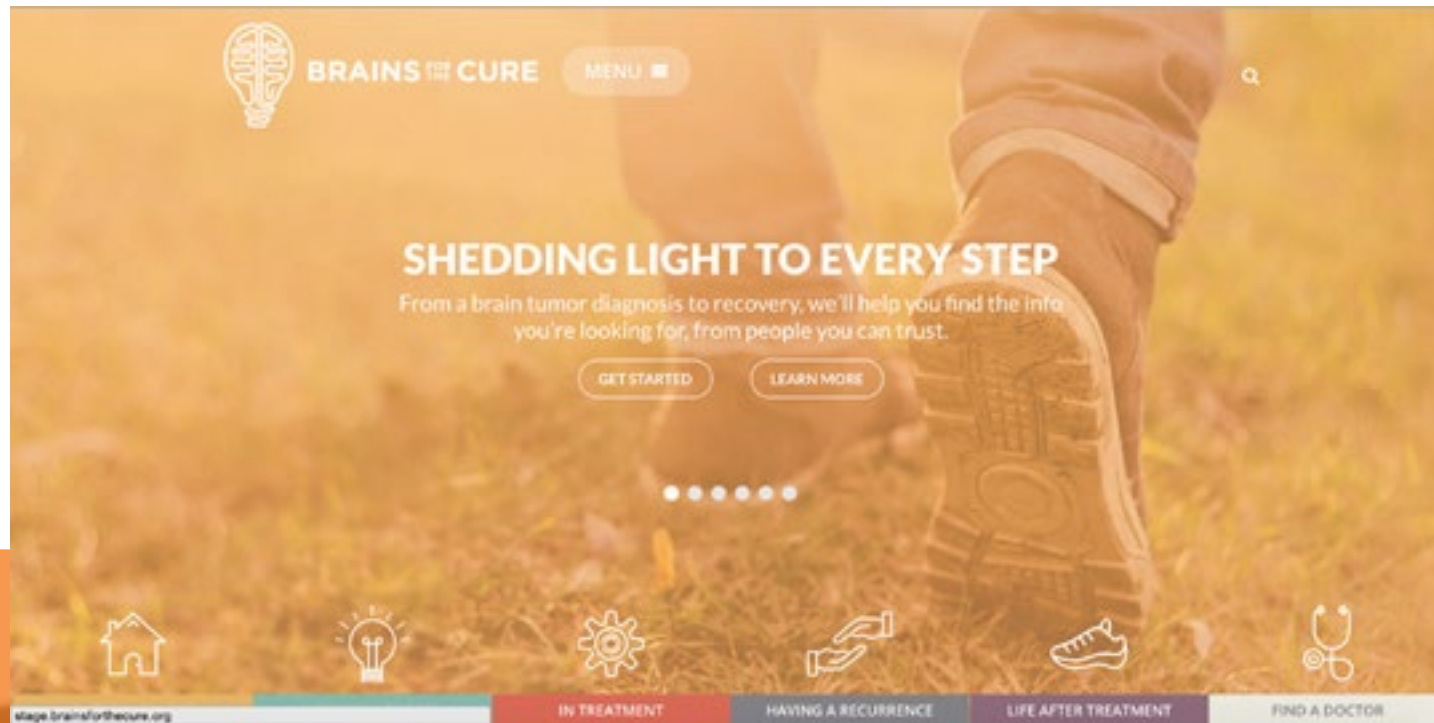 BRAINS FOR THE CURE
MENU
SHEDDING LIGHT TO EVERY STEP
From a brain tumor diagnosis to recovery, we'll help you find the info
you're looking for, from people you can trust.
GET STARTED
LEARN MORE
IN TREATMENT
HAVING A RECURRENCE
LIFE AFTER TREATMENT
FIND A DOCTOR
stage.brainsforthecure.org